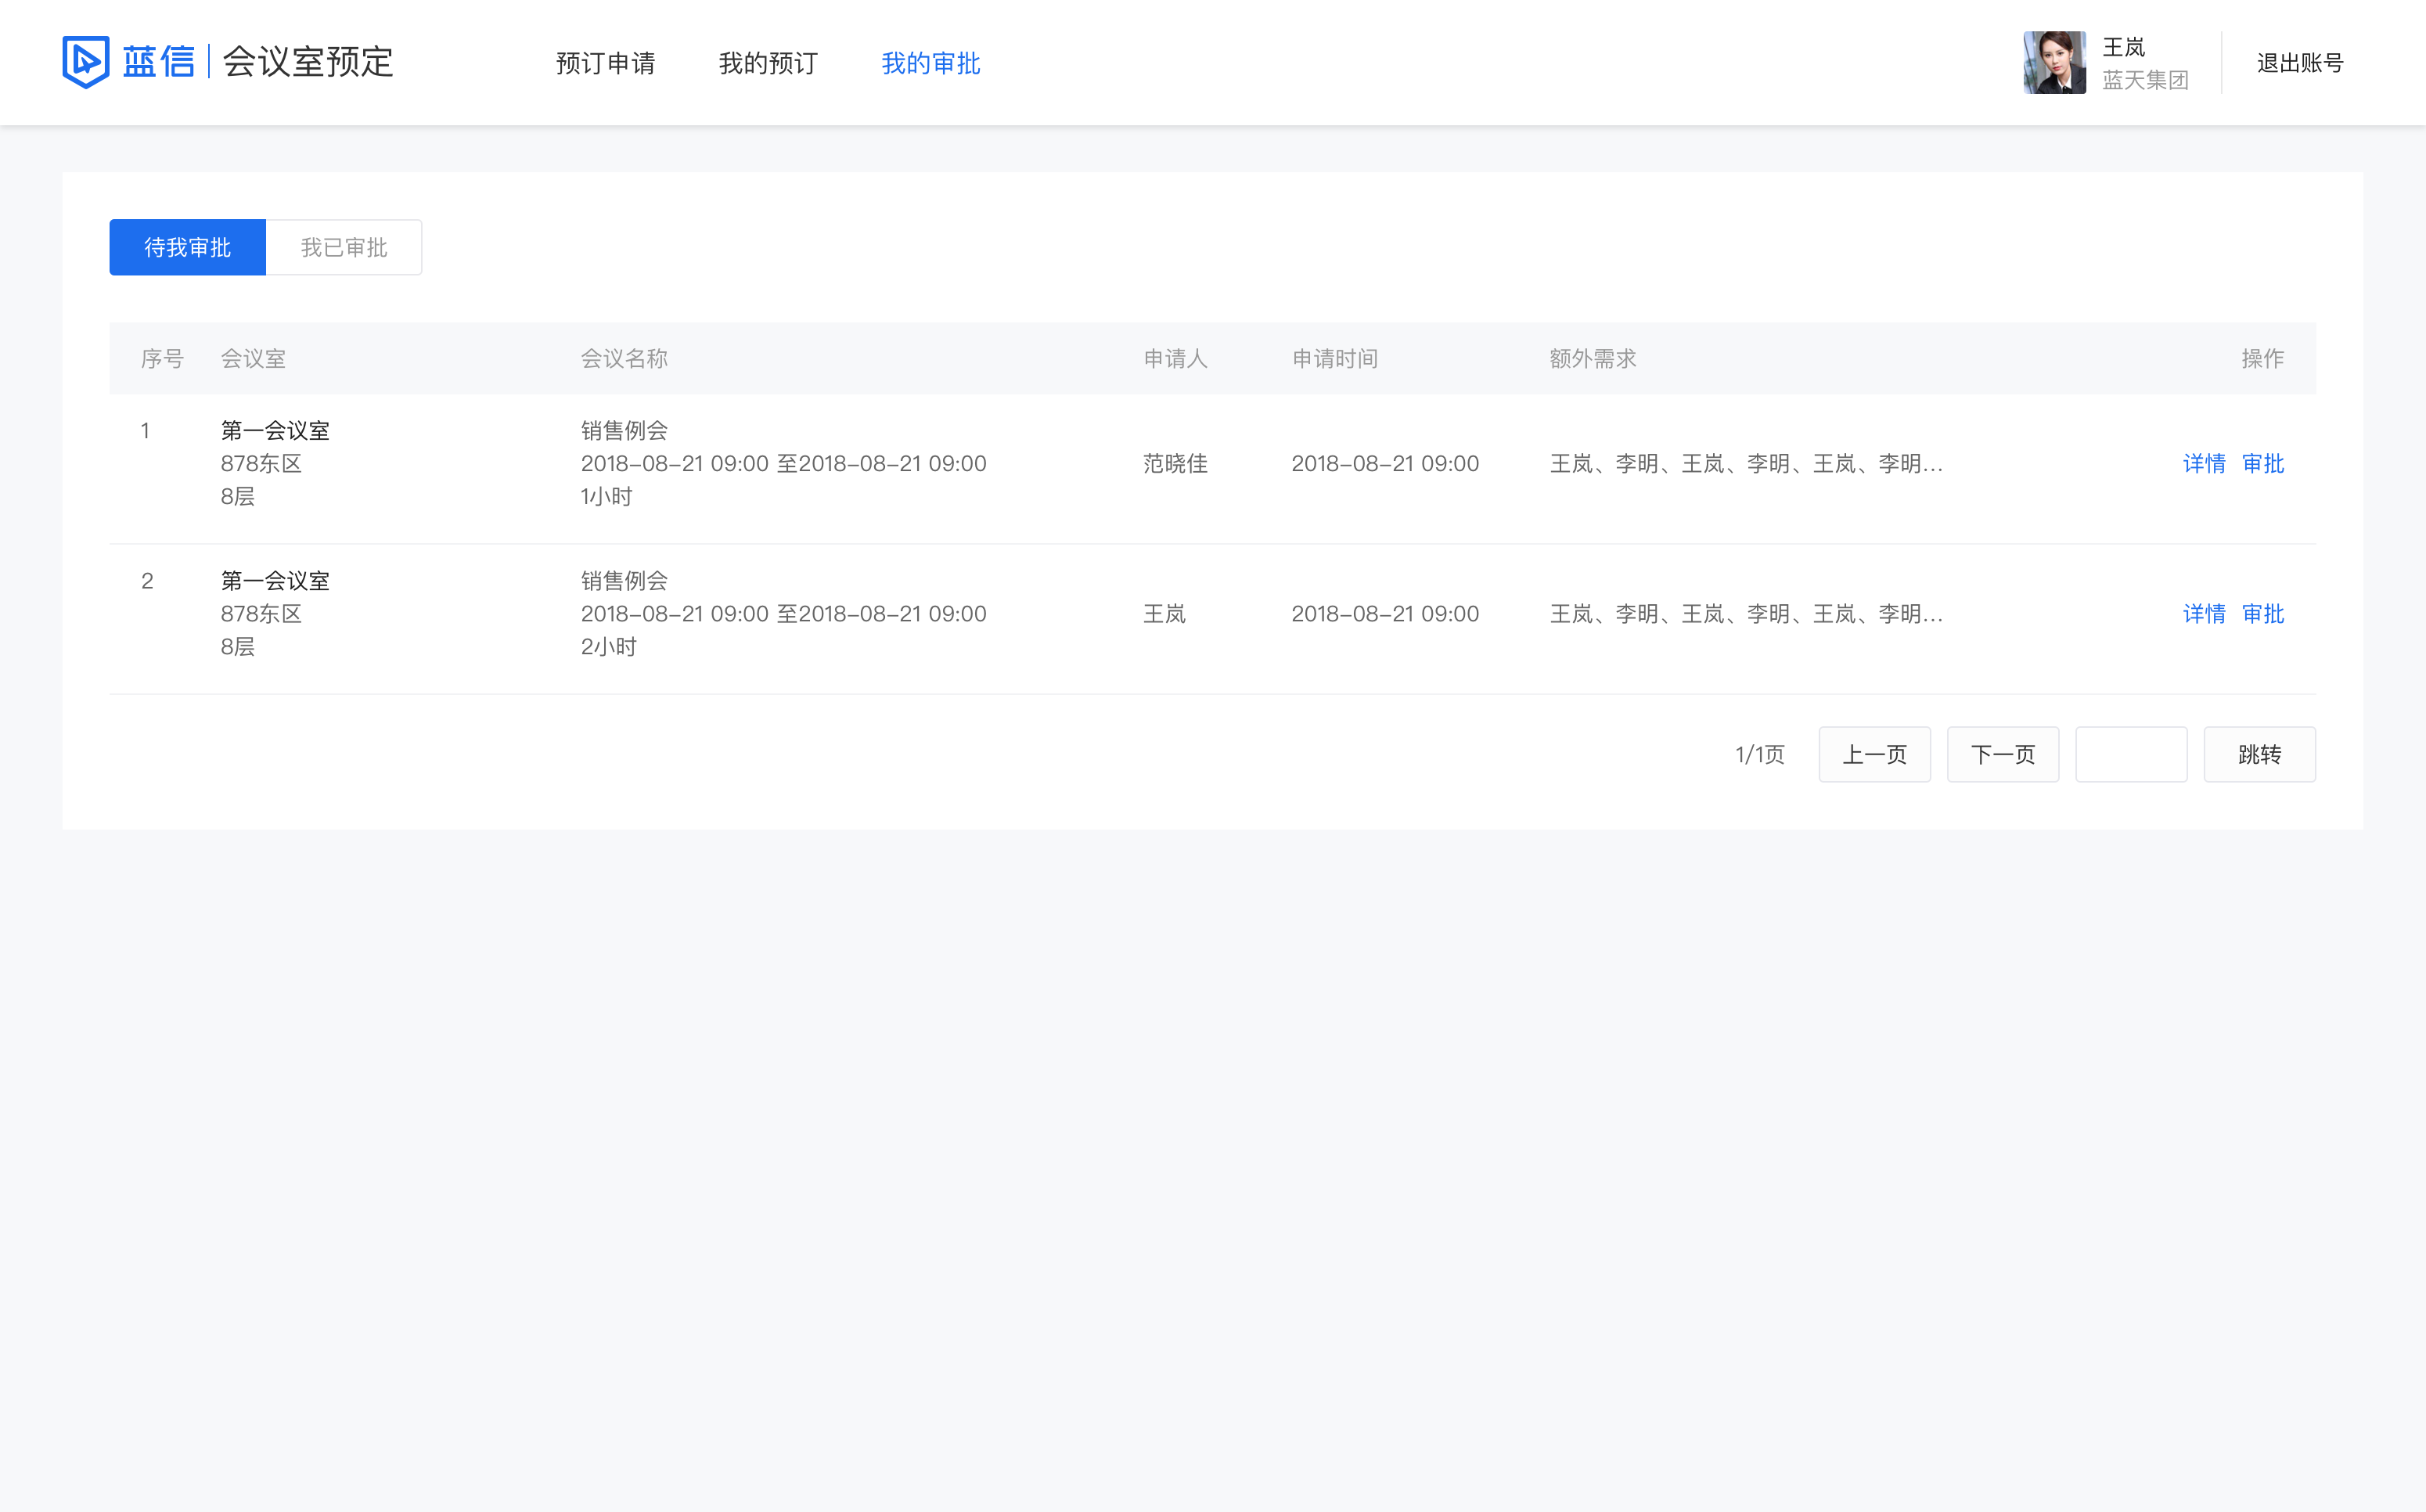 蓝信 会议室预定
预订申请 我的预订 我的审批
王岚
蓝天集团
退出账号
待我审批 我已审批
序号 会议室 会议名称 申请人 申请时间 额外需求 操作
1 第一会议室 销售例会
878东区 2018-08-21 09:00 至2018-08-21 09:00 范晓佳 2018-08-21 09:00 王岚、李明、王岚、李明、王岚、李明... 详情 审批
8层 1小时
2 第一会议室 销售例会
878东区 2018-08-21 09:00 至2018-08-21 09:00 王岚 2018-08-21 09:00 王岚、李明、王岚、李明、王岚、李明... 详情 审批
8层 2小时
1/1页 上一页 下一页 跳转